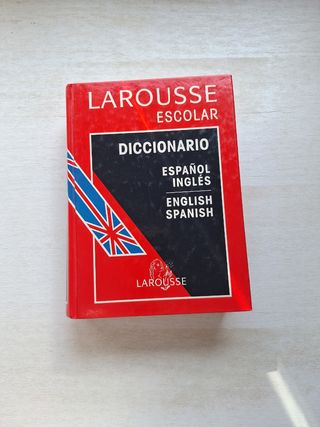 LAROUSSE
ESCOLAR
DICCIONARIO
ESPAÑOL
INGLÉS
ENGLISH
SPANISH
LAROUSSE